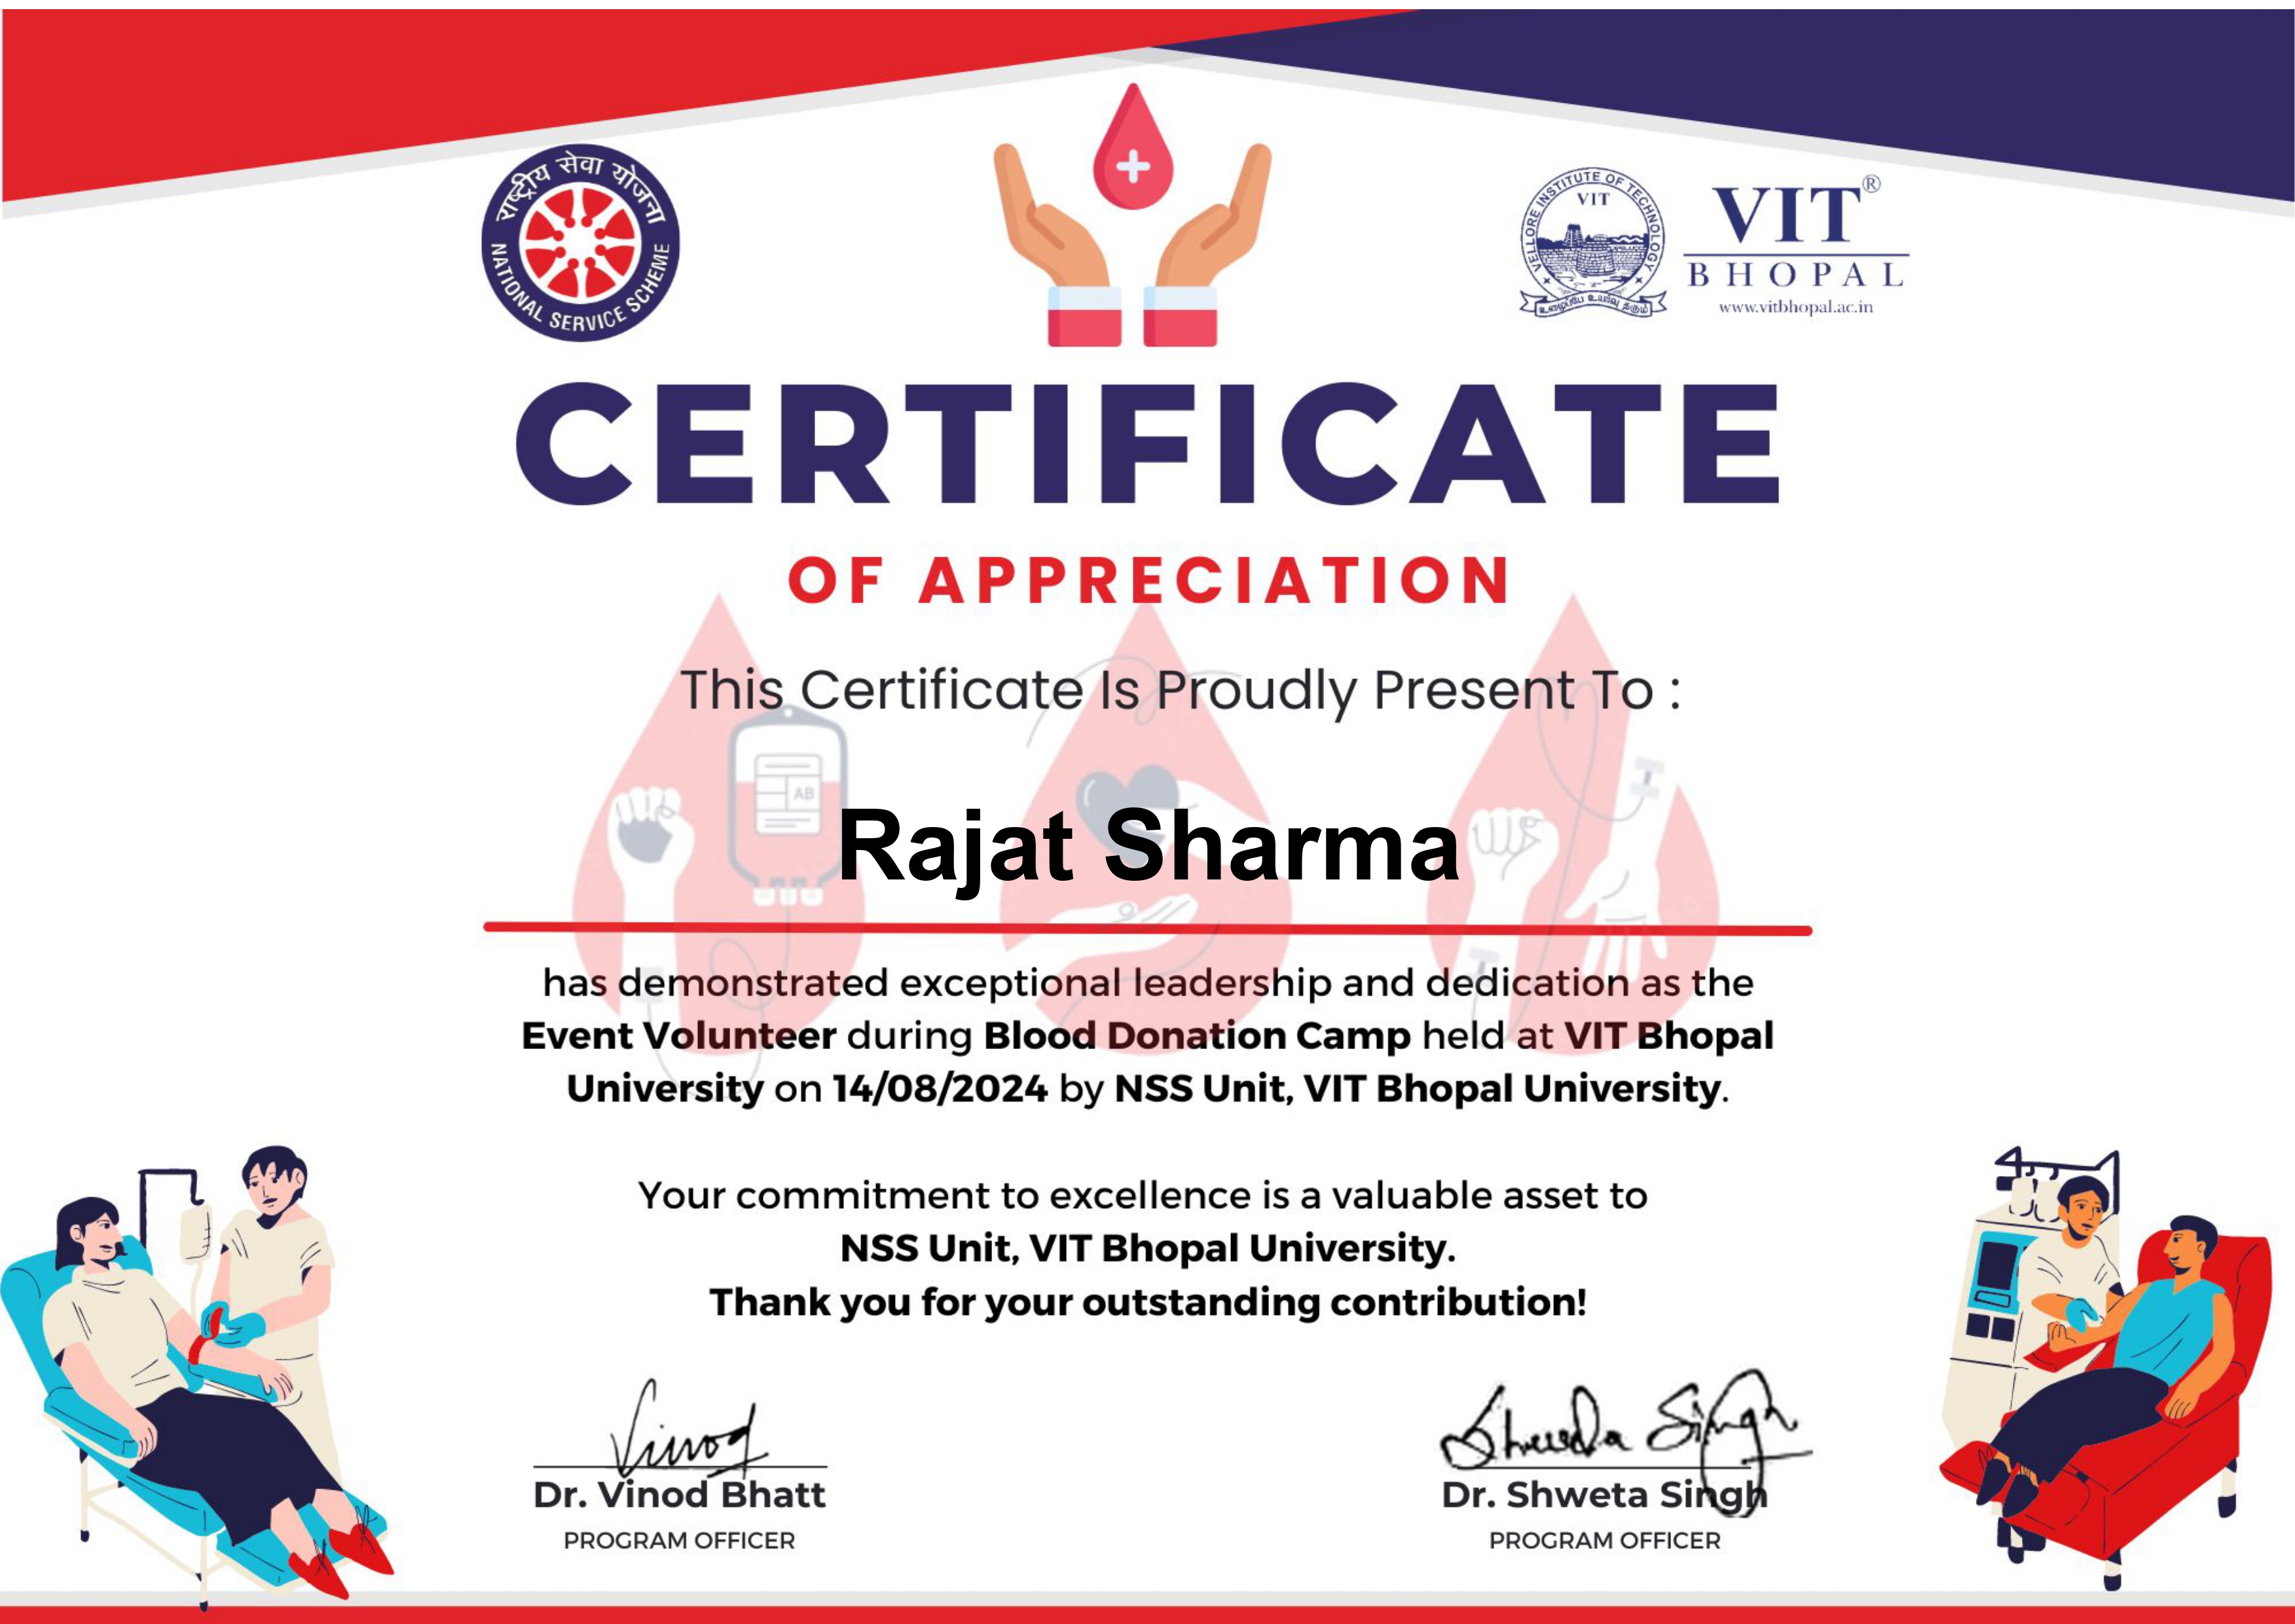 राष्ट्रीय सेवा योजना
NATIONAL SERVICE SCHEME
VELLORE INSTITUTE OF TECHNOLOGY
VIT
உழைப்பே உயர்வு தரும்
VIT®
BHOPAL
www.vitbhopal.ac.in
CERTIFICATE
OF APPRECIATION
This Certificate Is Proudly Present To :
AB
Rajat Sharma
has demonstrated exceptional leadership and dedication as the
Event Volunteer during Blood Donation Camp held at VIT Bhopal
University on 14/08/2024 by NSS Unit, VIT Bhopal University.
Your commitment to excellence is a valuable asset to
NSS Unit, VIT Bhopal University.
Thank you for your outstanding contribution!
Vinod
Shweta Singh
Dr. Vinod Bhatt
Dr. Shweta Singh
PROGRAM OFFICER
PROGRAM OFFICER